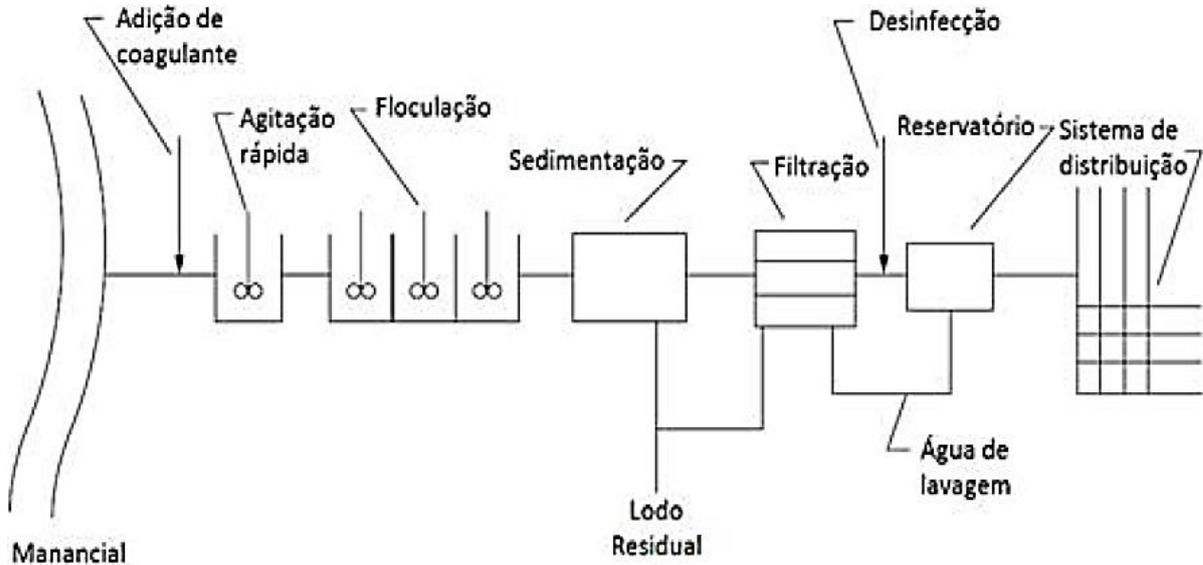 Adição de
coagulante
Agitação
rápida
Floculação
Sedimentação
Filtração
Desinfecção
Reservatório
Sistema de
distribuição
Água de
lavagem
Lodo
Residual
Manancial